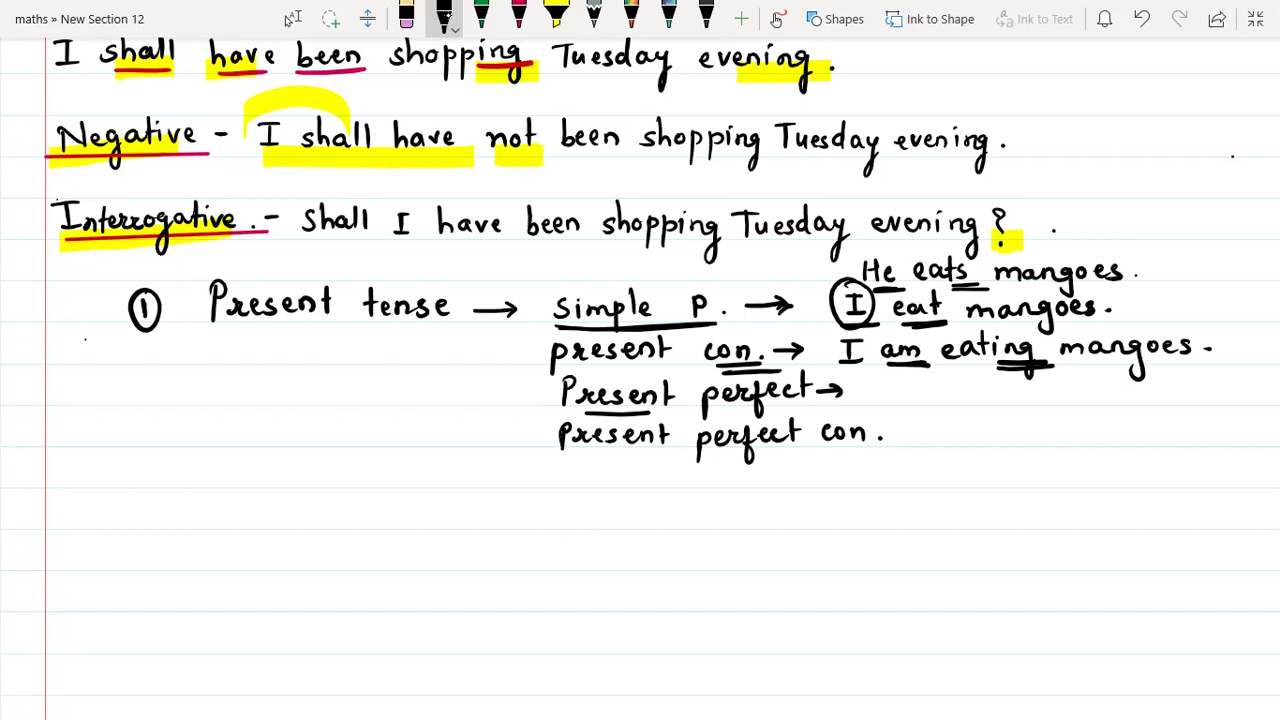 maths » New Section 12
Shapes
Ink to Shape
Ink to Text
I shall have been shopping Tuesday evening.
Negative - I shall have not been shopping Tuesday evening.
Interrogative. - shall I have been shopping Tuesday evening?
He eats mangoes.
① Present tense → simple P. → I eat mangoes.
present con. → I am eating mangoes.
Present perfect →
present perfect con.